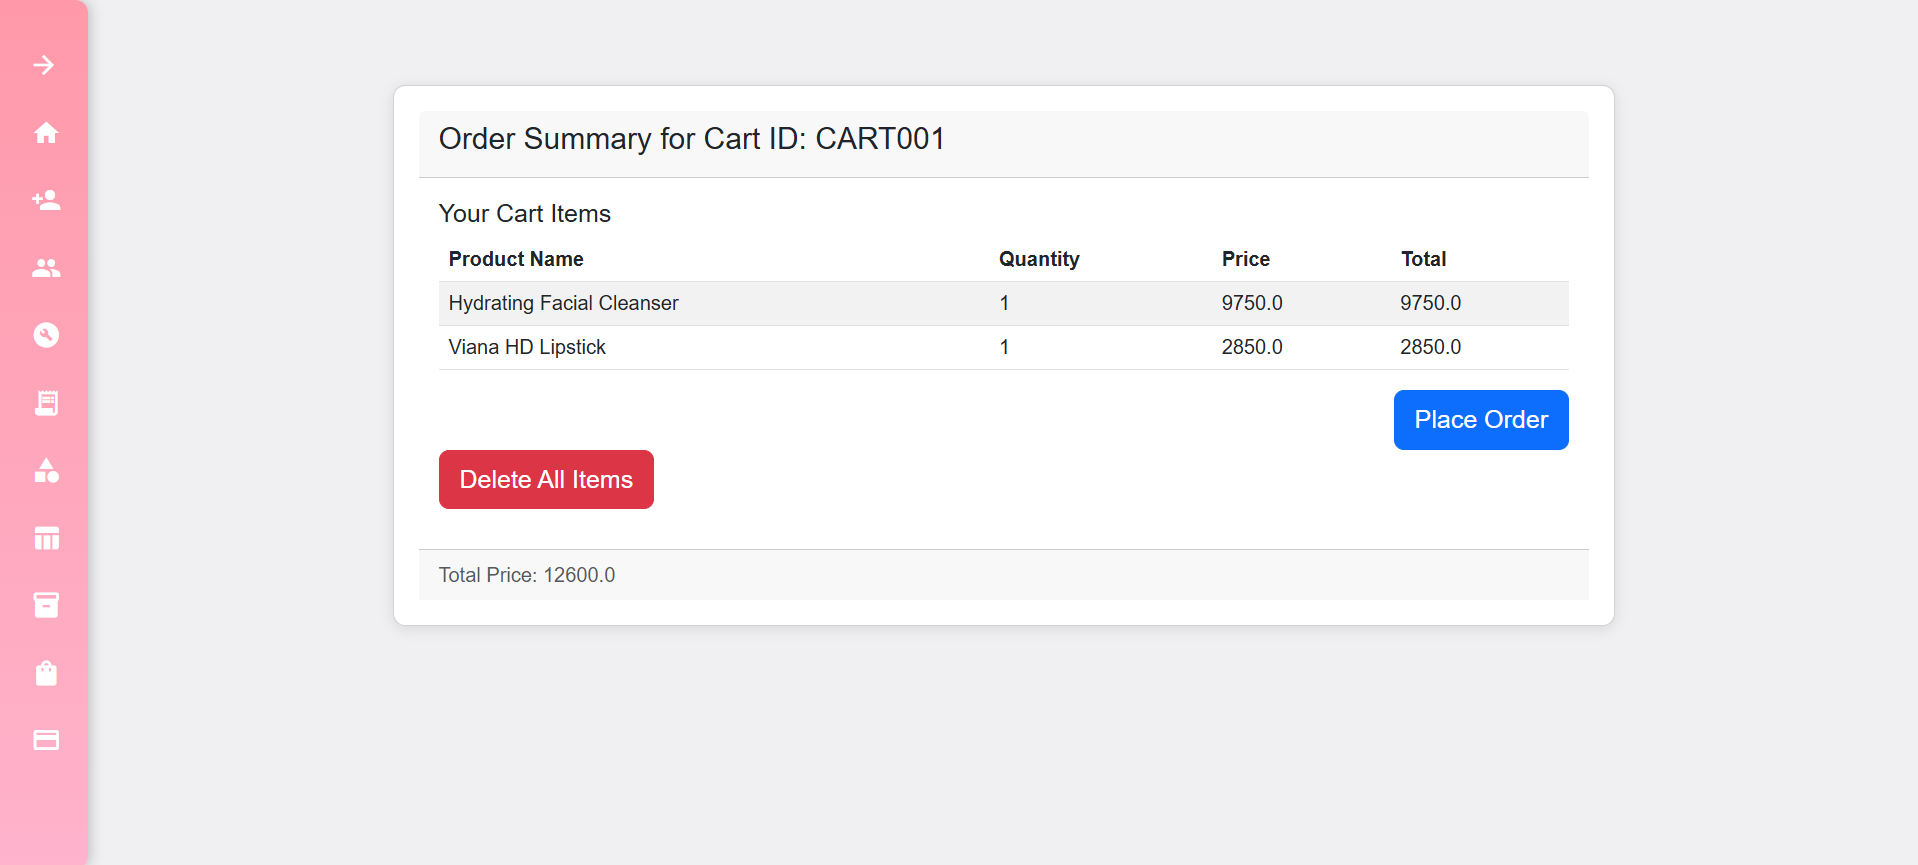 Order Summary for Cart ID: CART001
Your Cart Items
Product Name Quantity Price Total
Hydrating Facial Cleanser 1 9750.0 9750.0
Viana HD Lipstick 1 2850.0 2850.0
Place Order
Delete All Items
Total Price: 12600.0